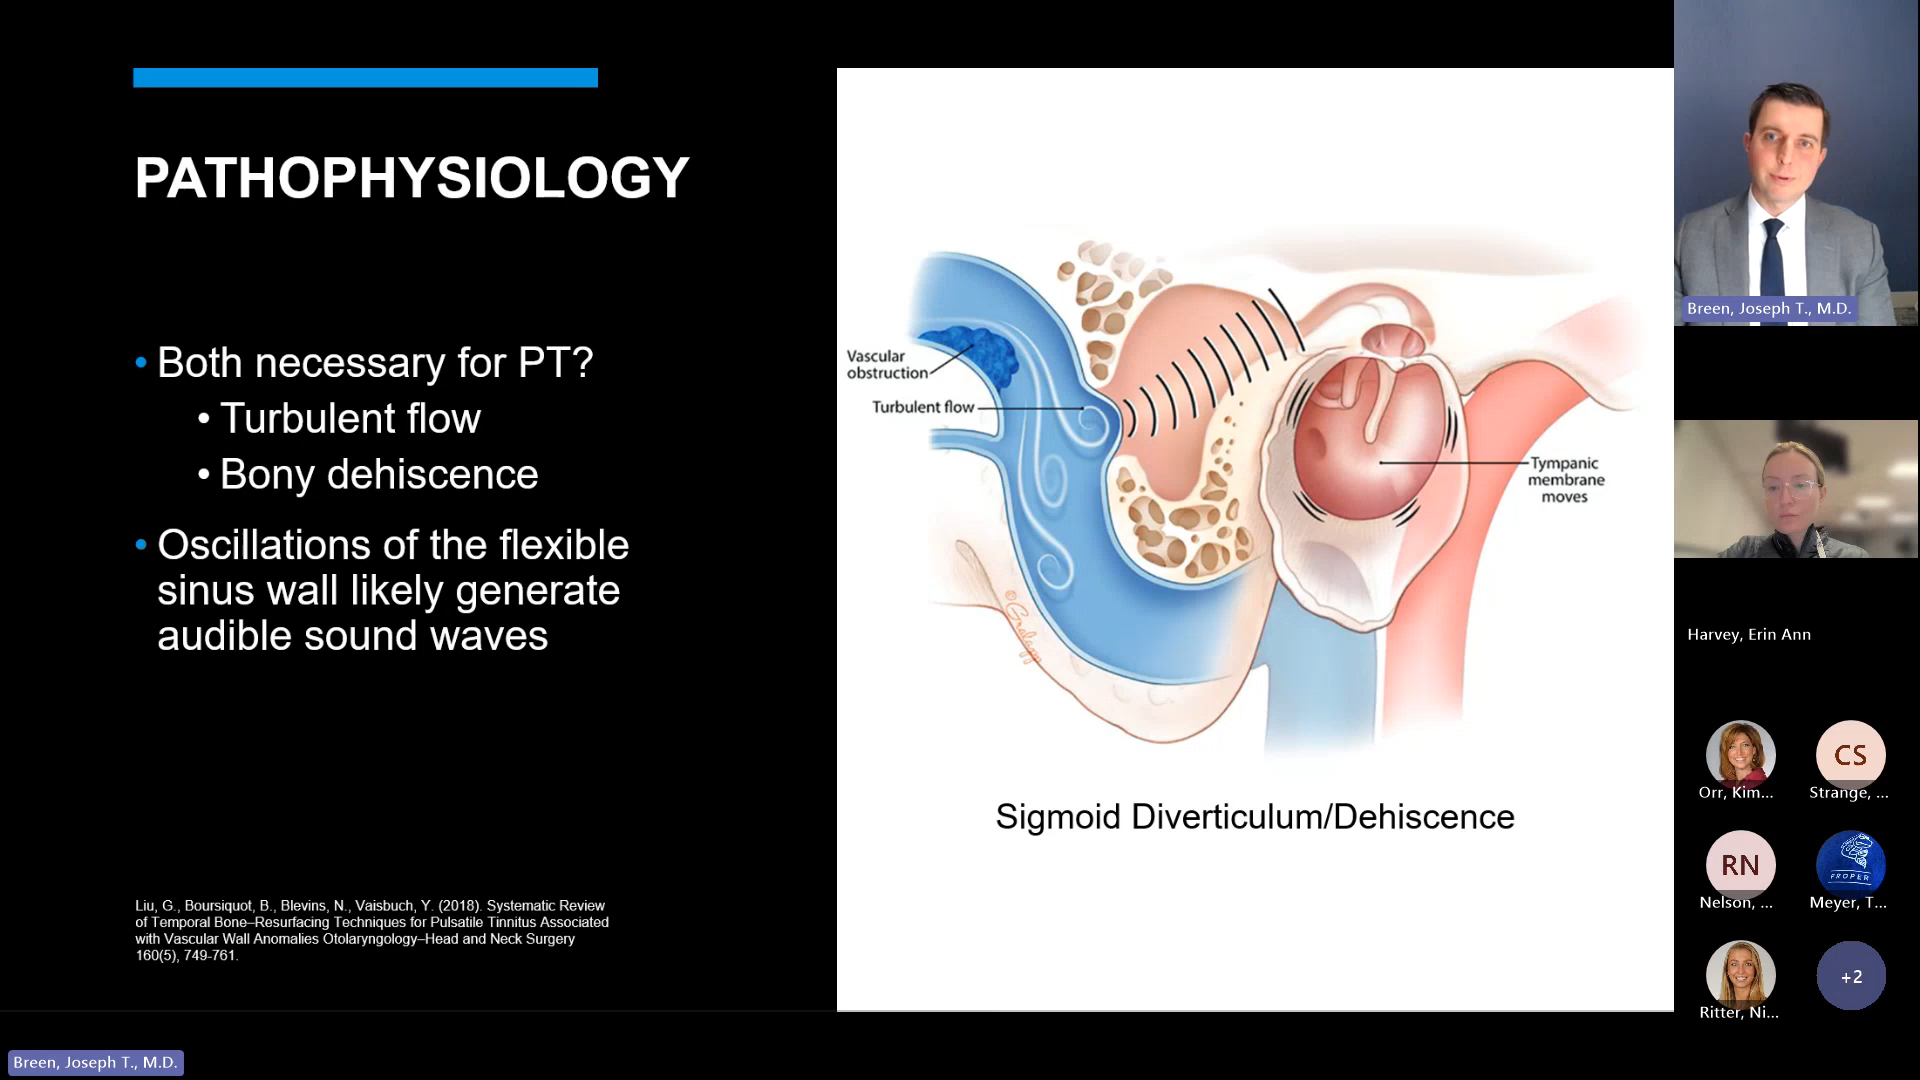 PATHOPHYSIOLOGY
• Both necessary for PT?
• Turbulent flow
• Bony dehiscence
• Oscillations of the flexible
sinus wall likely generate
audible sound waves
Liu, G., Boursiquot, B., Blevins, N., Vaisbuch, Y. (2018). Systematic Review
of Temporal Bone–Resurfacing Techniques for Pulsatile Tinnitus Associated
with Vascular Wall Anomalies Otolaryngology–Head and Neck Surgery
160(5), 749-761.
Vascular
obstruction
Turbulent flow
Tympanic
membrane
moves
Sigmoid Diverticulum/Dehiscence
Breen, Joseph T., M.D.
Harvey, Erin Ann
Orr, Kim...
CS
Strange, ...
RN
Nelson, ...
PROPER
Meyer, T...
Ritter, Ni...
+2
Breen, Joseph T., M.D.